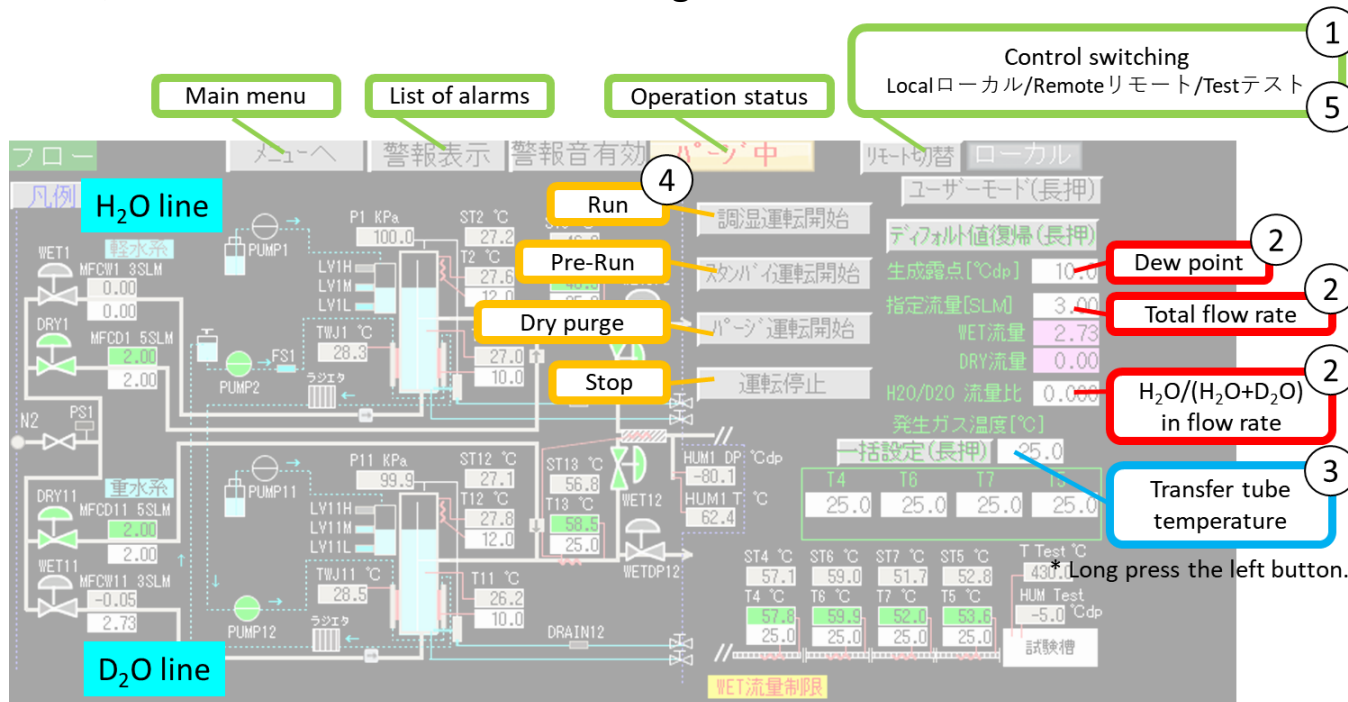 Control switching
Localローカル/Remoteリモート/Testテスト
1
5
Main menu
List of alarms
Operation status
フロー
メニューへ
警報表示
警報音有効
パージ中
リモート切替
ローカル
凡例
H₂O line
ユーザーモード(長押)
4
Run
調湿運転開始
ディフォルト値復帰(長押)
Pre-Run
スタンバイ運転開始
生成露点[℃dp]
10.0
Dew point
2
Dry purge
パージ運転開始
指定流量[SLM]
3.00
Total flow rate
2
WET流量
2.73
DRY流量
0.00
Stop
運転停止
H2O/D2O 流量比
0.000
H₂O/(H₂O+D₂O)
in flow rate
2
発生ガス温度[℃]
一括設定(長押)
25.0
T4
T6
T7
25.0
25.0
25.0
25.0
Transfer tube
temperature
3
* Long press the left button.
WET1
軽水系
MFCW1 3SLM
0.00
0.00
DRY1
MFCD1 5SLM
2.00
2.00
PUMP1
P1 KPa
100.0
ST2 ℃
27.2
T2 ℃
27.6
12.0
LV1H
LV1M
LV1L
TWJ1 ℃
28.3
FS1
PUMP2
ラジエタ
27.0
10.0
N2
PS1
DRY11
重水系
MFCD11 5SLM
2.00
2.00
WET11
MFCW11 3SLM
-0.05
2.73
PUMP11
P11 KPa
99.9
ST12 ℃
27.1
T12 ℃
27.8
12.0
LV11H
LV11M
LV11L
TWJ11 ℃
28.5
T11 ℃
26.2
10.0
PUMP12
ラジエタ
DRAIN12
ST13 ℃
56.8
T13 ℃
58.5
25.0
WET12
WETDP12
HUM1 DP ℃dp
-80.1
HUM1 T ℃
62.4
ST4 ℃
57.1
T4 ℃
57.8
25.0
ST6 ℃
59.0
T6 ℃
59.9
25.0
ST7 ℃
51.7
T7 ℃
52.0
25.0
ST5 ℃
52.8
T5 ℃
53.6
25.0
T Test ℃
HUM Test
-5.0 ℃dp
試験槽
D₂O line
WET流量制限